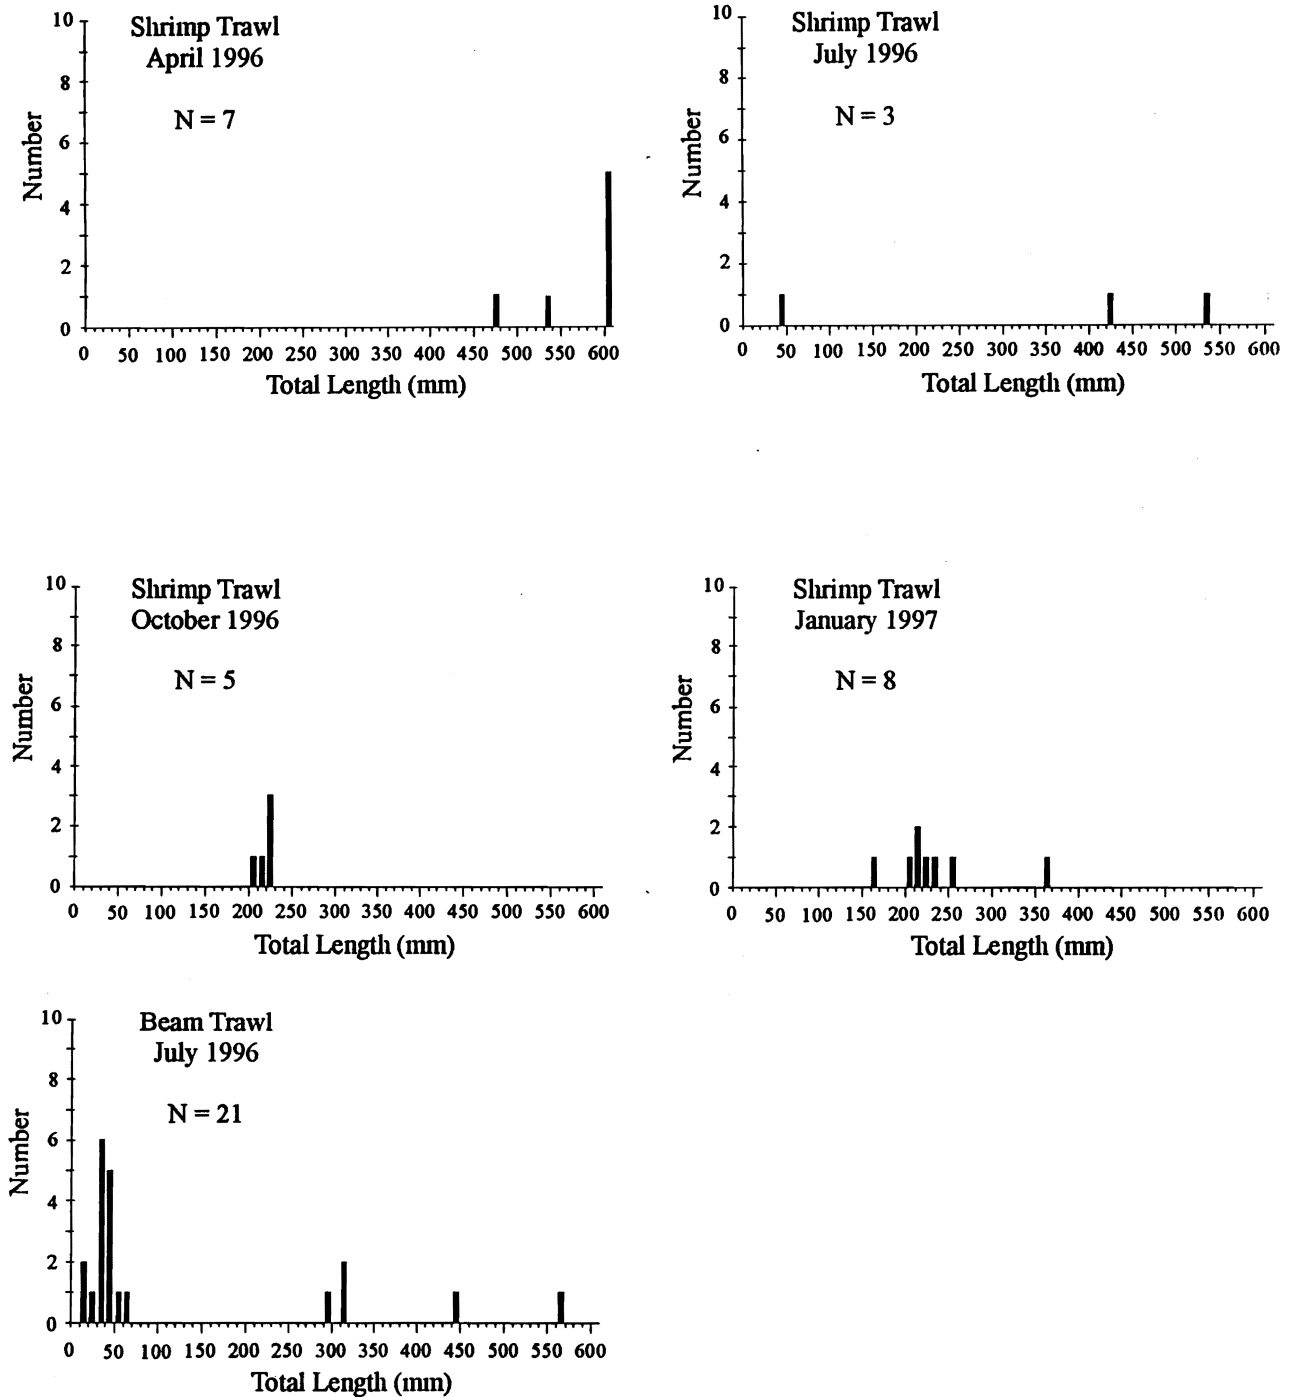 Shrimp Trawl
April 1996
N = 7
Number
10
8
6
4
2
0
0 50 100 150 200 250 300 350 400 450 500 550 600
Total Length (mm)
Shrimp Trawl
July 1996
N = 3
Number
10
8
6
4
2
0
0 50 100 150 200 250 300 350 400 450 500 550 600
Total Length (mm)
Shrimp Trawl
October 1996
N = 5
Number
10
8
6
4
2
0
0 50 100 150 200 250 300 350 400 450 500 550 600
Total Length (mm)
Shrimp Trawl
January 1997
N = 8
Number
10
8
6
4
2
0
0 50 100 150 200 250 300 350 400 450 500 550 600
Total Length (mm)
Beam Trawl
July 1996
N = 21
Number
10
8
6
4
2
0
0 50 100 150 200 250 300 350 400 450 500 550 600
Total Length (mm)